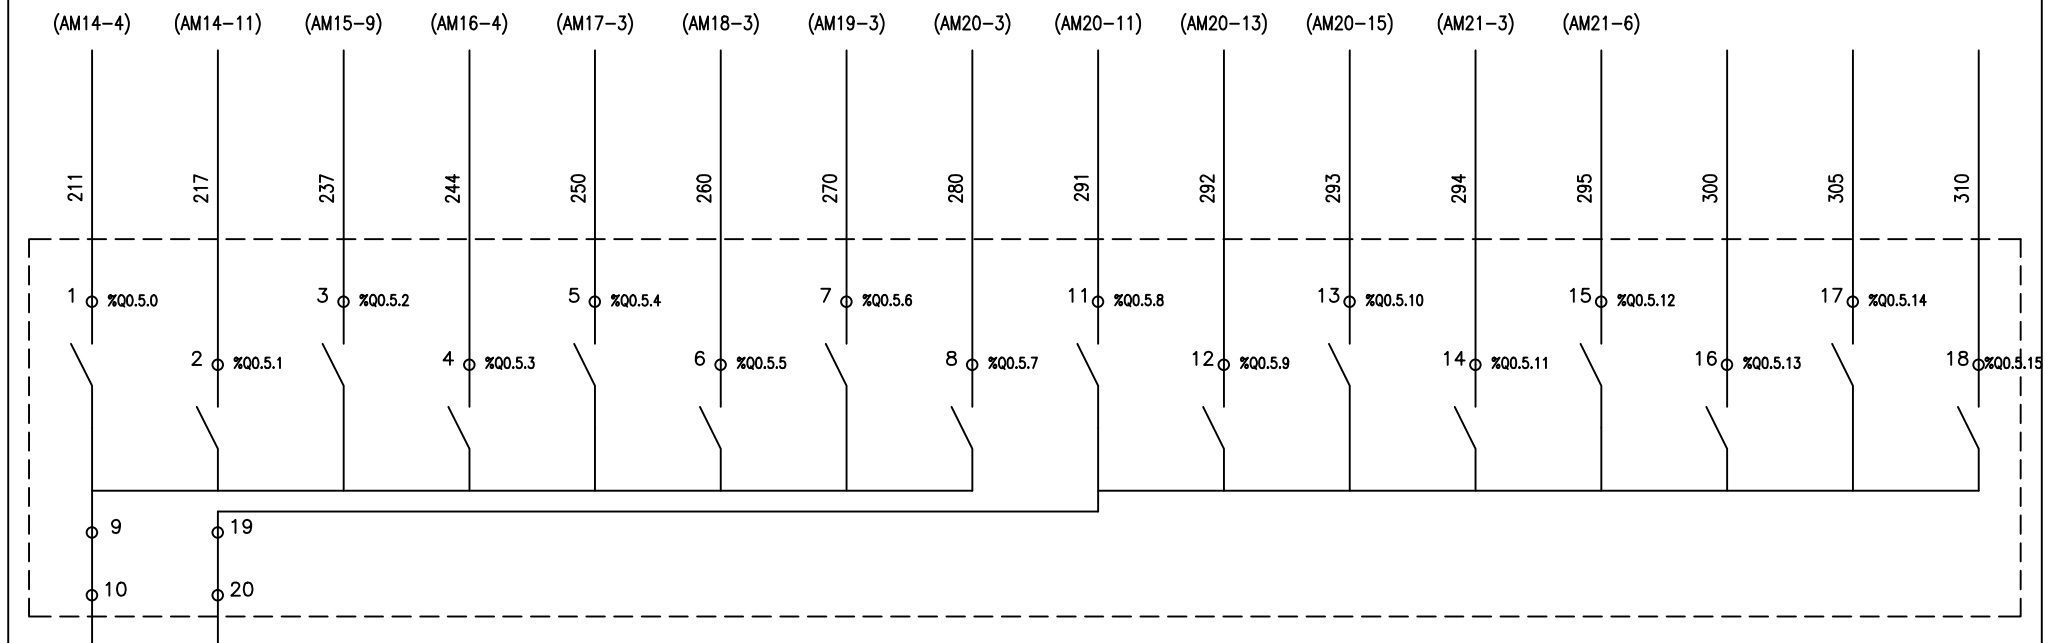 (AM14-4) (AM14-11) (AM15-9) (AM16-4) (AM17-3) (AM18-3) (AM19-3) (AM20-3) (AM20-11) (AM20-13) (AM20-15) (AM21-3) (AM21-6)
211 217 237 244 250 260 270 280 291 292 293 294 295 300 305 310
1 %Q0.5.0 3 %Q0.5.2 5 %Q0.5.4 7 %Q0.5.6 11 %Q0.5.8 13 %Q0.5.10 15 %Q0.5.12 17 %Q0.5.14
2 %Q0.5.1 4 %Q0.5.3 6 %Q0.5.5 8 %Q0.5.7 12 %Q0.5.9 14 %Q0.5.11 16 %Q0.5.13 18 %Q0.5.15
9 19
10 20